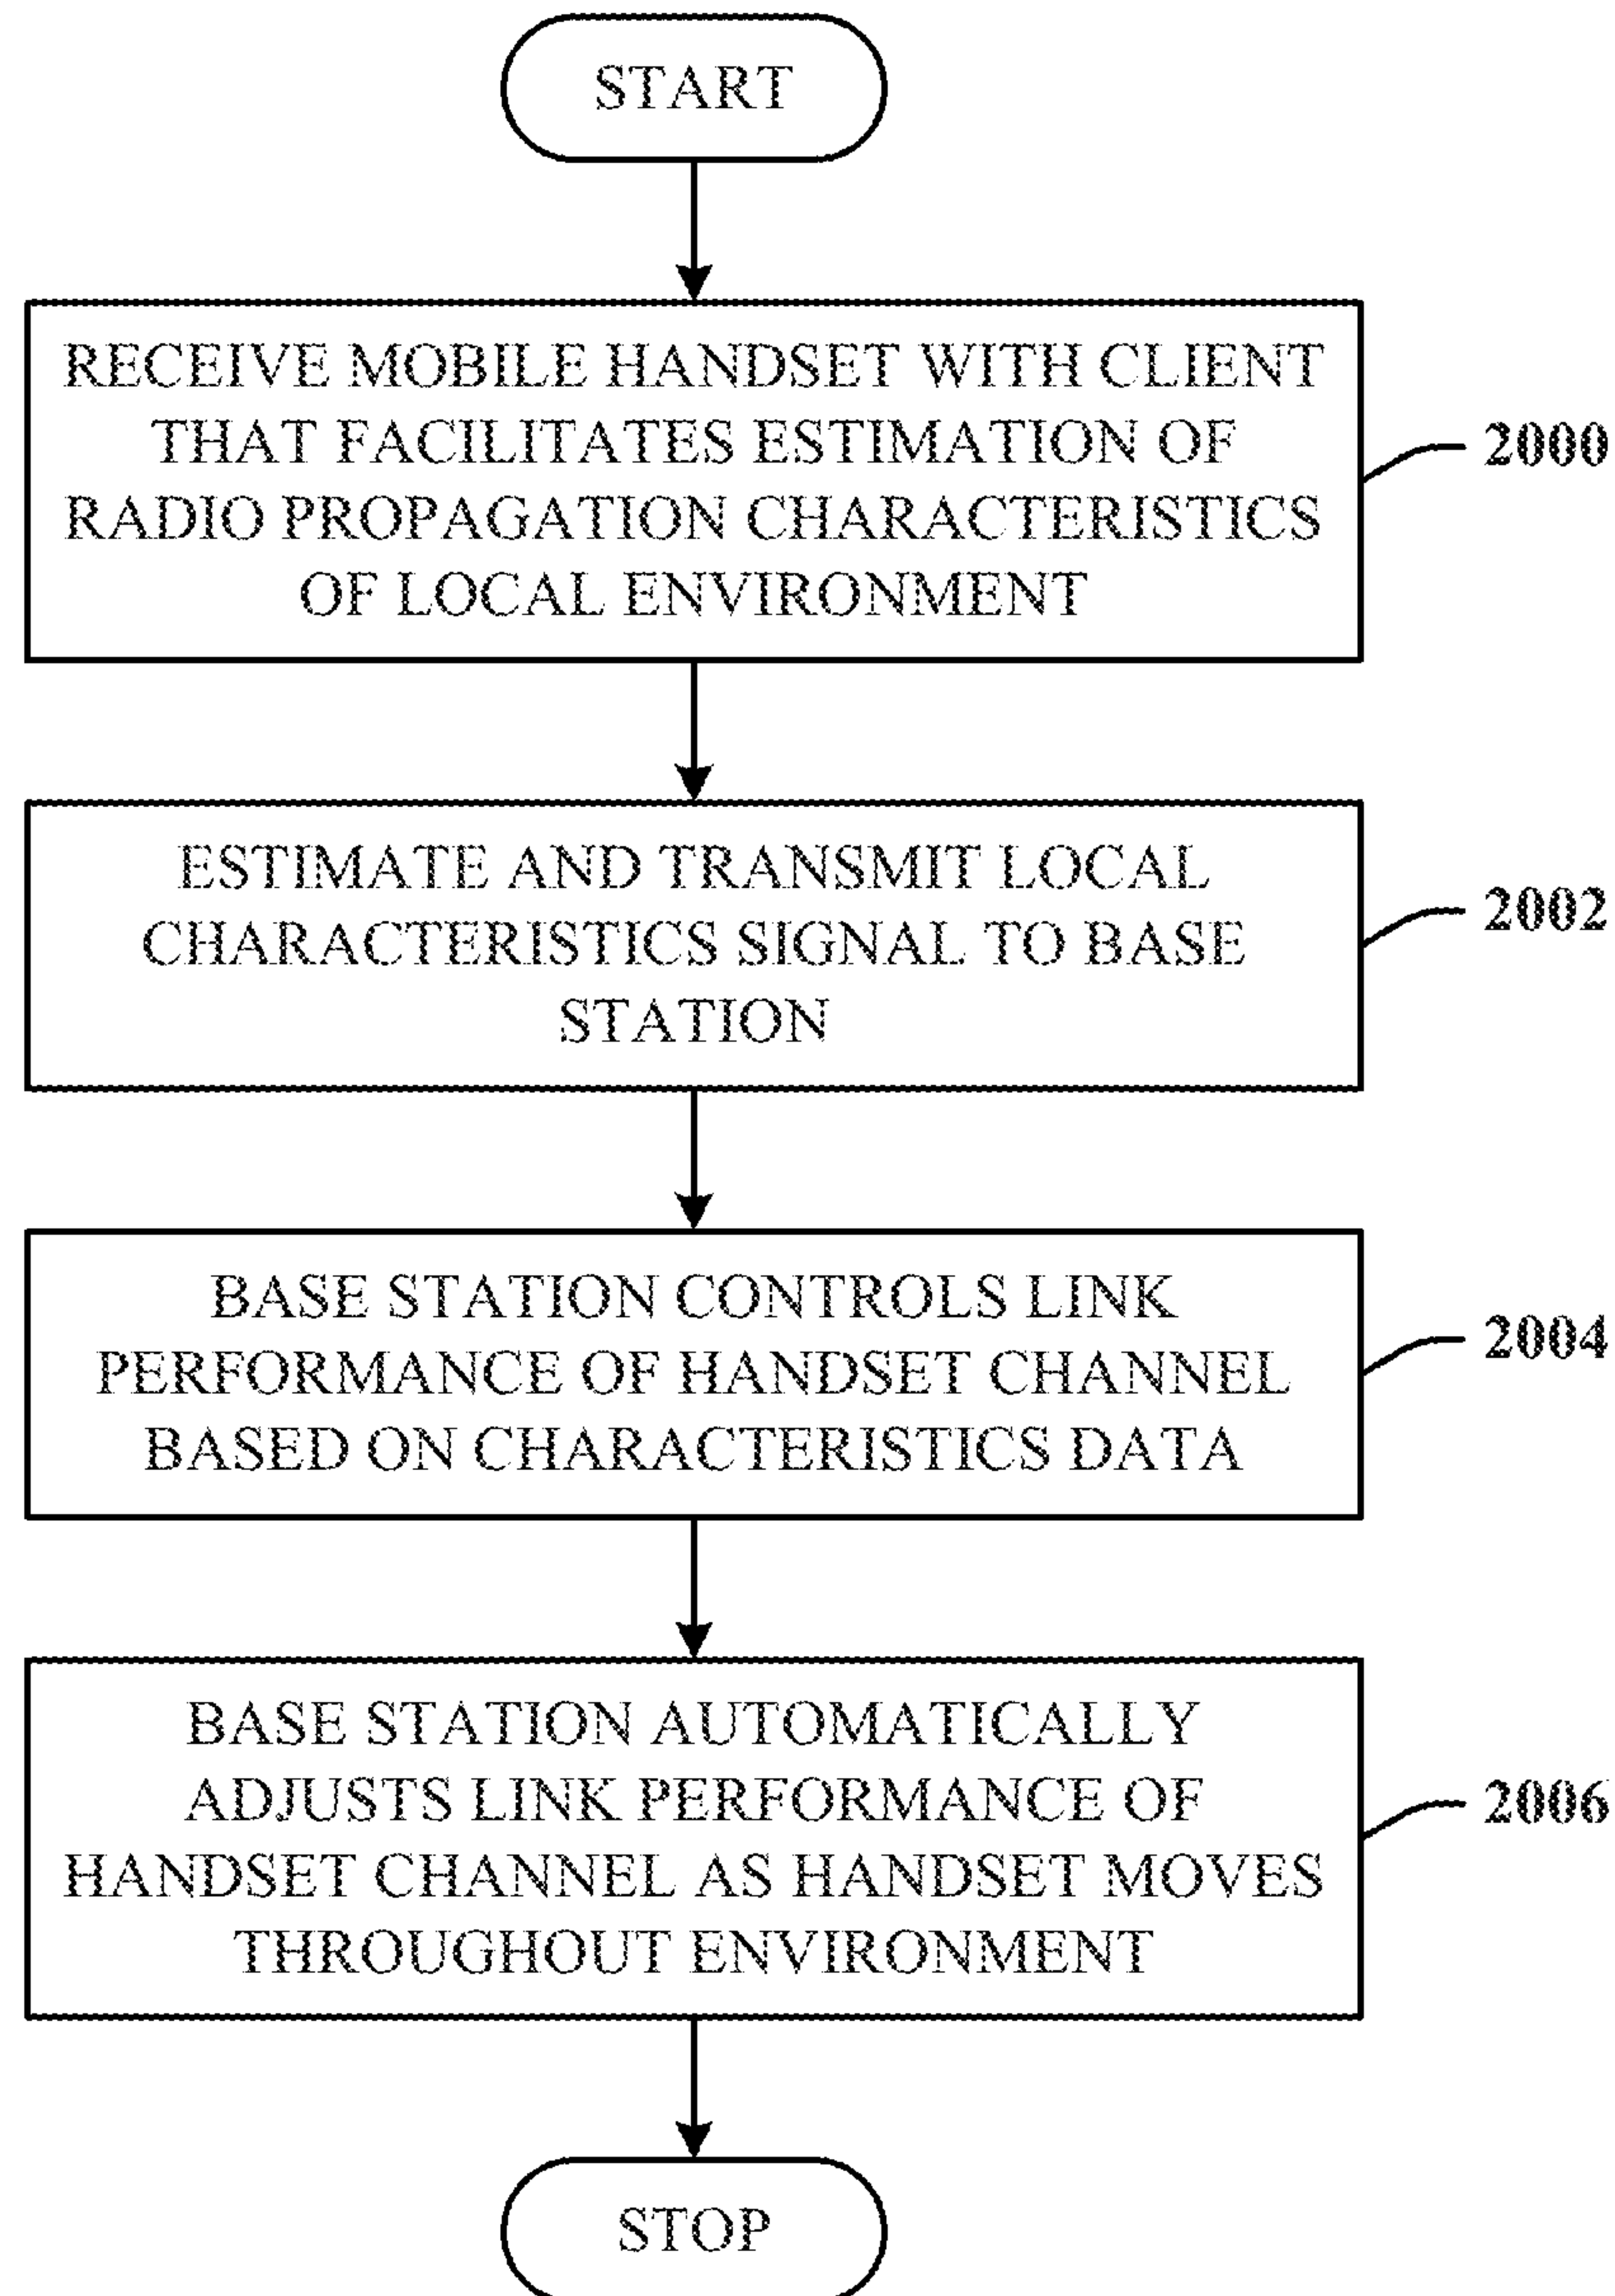 START
RECEIVE MOBILE HANDSET WITH CLIENT
THAT FACILITATES ESTIMATION OF
RADIO PROPAGATION CHARACTERISTICS
OF LOCAL ENVIRONMENT
2000
ESTIMATE AND TRANSMIT LOCAL
CHARACTERISTICS SIGNAL TO BASE
STATION
2002
BASE STATION CONTROLS LINK
PERFORMANCE OF HANDSET CHANNEL
BASED ON CHARACTERISTICS DATA
2004
BASE STATION AUTOMATICALLY
ADJUSTS LINK PERFORMANCE OF
HANDSET CHANNEL AS HANDSET MOVES
THROUGHOUT ENVIRONMENT
2006
STOP